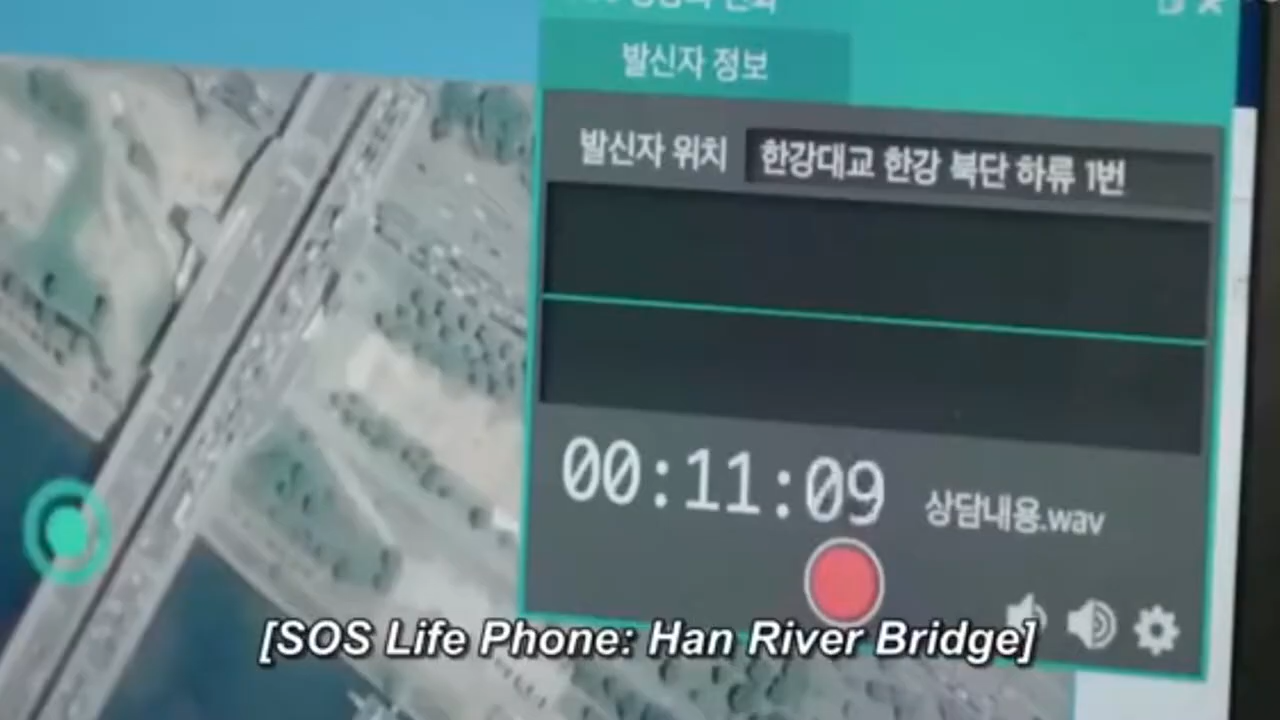 발신자 정보
발신자 위치 한강대교 한강 북단 하류 1번
00:11:09 상담내용.wav
[SOS Life Phone: Han River Bridge]